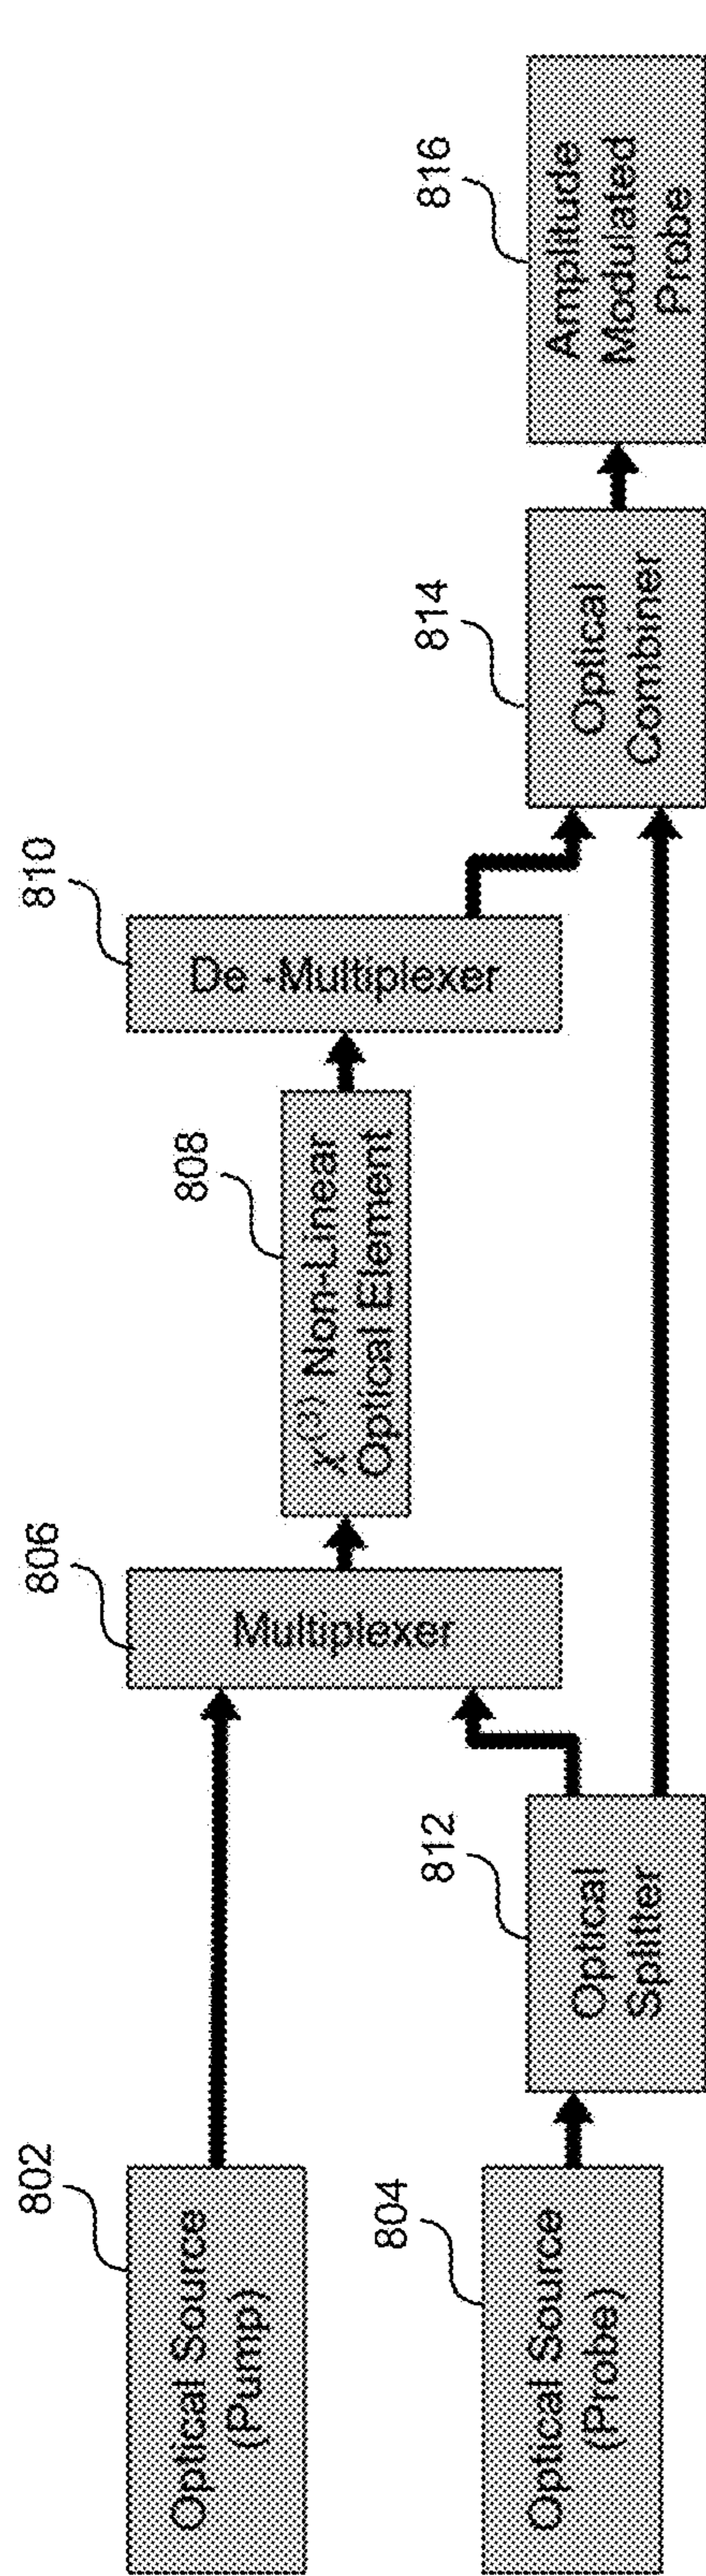 802
Optical Source
(Pump)
804
Optical Source
(Probe)
812
Optical
Splitter
806
Multiplexer
808
χ(3) Non-Linear
Optical Element
810
De -Multiplexer
814
Optical
Combiner
816
Amplitude
Modulated
Probe